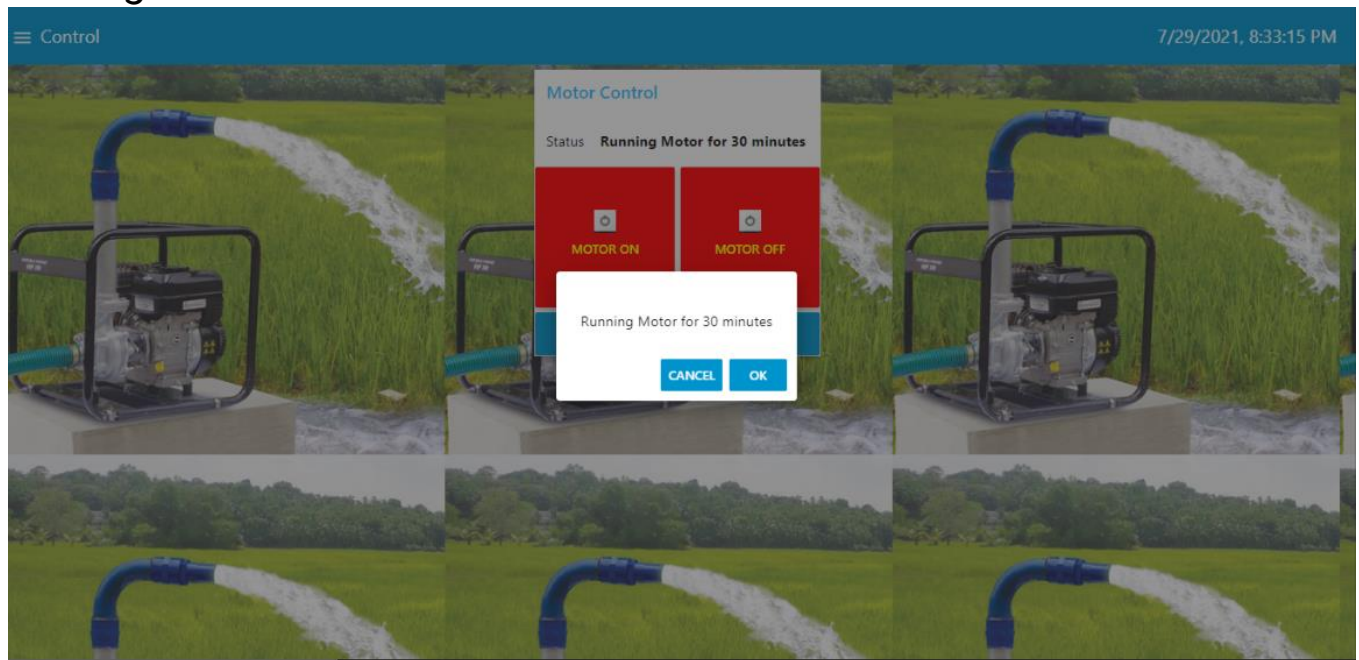 Control
7/29/2021, 8:33:15 PM
Motor Control
Status Running Motor for 30 minutes
MOTOR ON
MOTOR OFF
Running Motor for 30 minutes
CANCEL OK